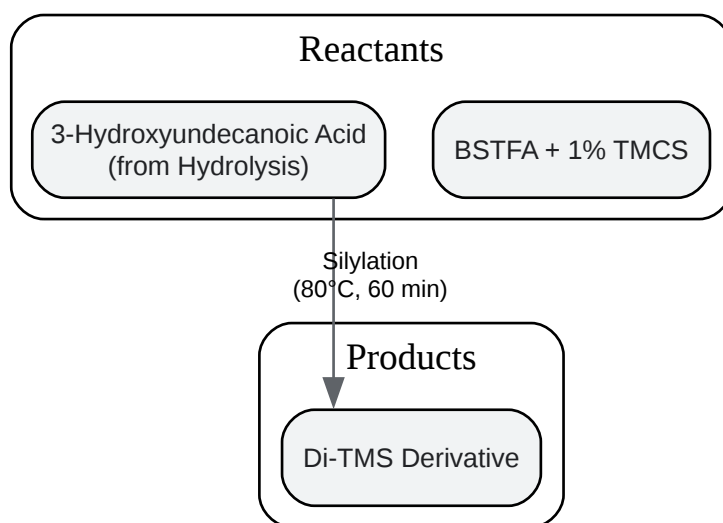 Reactants
3-Hydroxyundecanoic Acid
(from Hydrolysis)
BSTFA + 1% TMCS
Silylation
(80°C, 60 min)
Products
Di-TMS Derivative